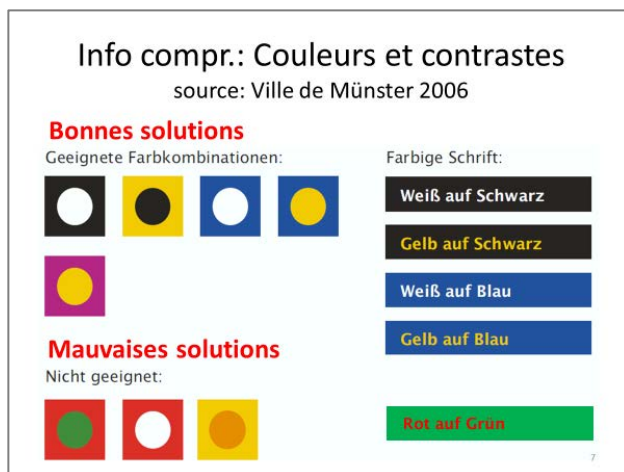 Info compr.: Couleurs et contrastes
source: Ville de Münster 2006
Bonnes solutions
Geeignete Farbkombinationen:
Farbige Schrift:
Weiß auf Schwarz
Gelb auf Schwarz
Weiß auf Blau
Gelb auf Blau
Mauvaises solutions
Nicht geeignet:
Rot auf Grün
7